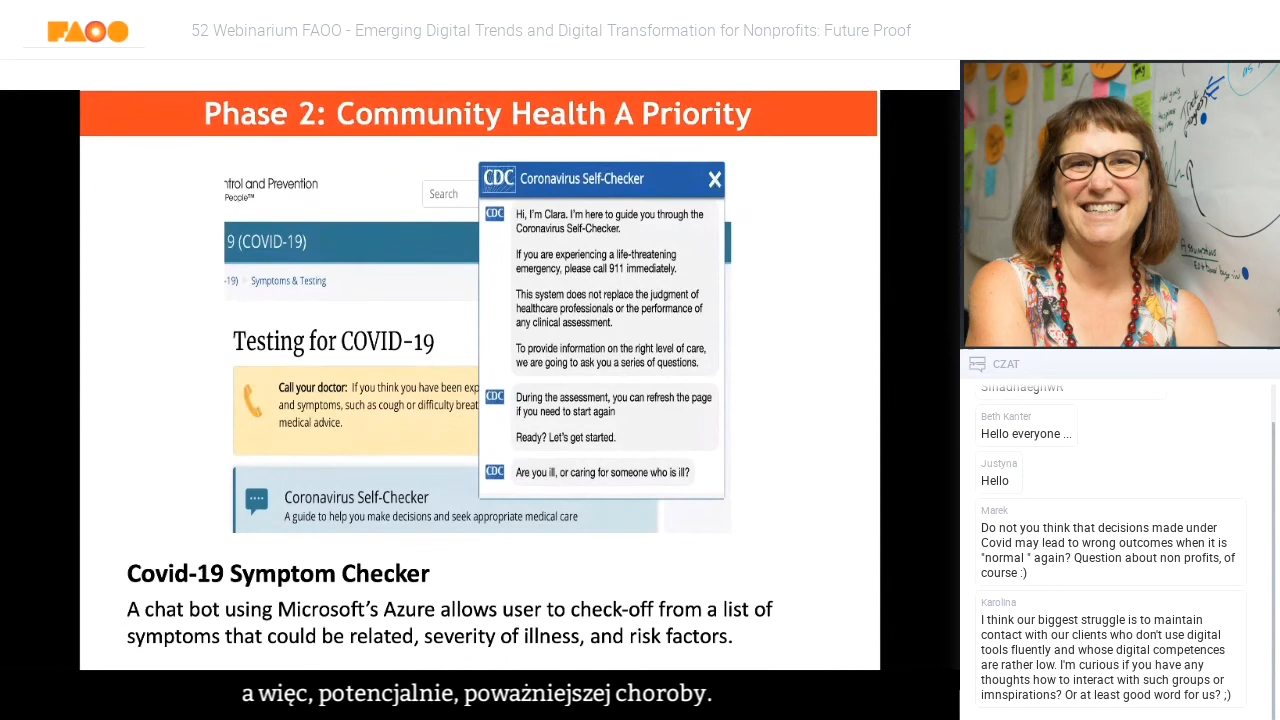 FAOO
52 Webinarium FAOO - Emerging Digital Trends and Digital Transformation for Nonprofits: Future Proof
Phase 2: Community Health A Priority
ntrol and Prevention
People™
Search
9 (COVID-19)
-19)
Symptoms & Testing
Testing for COVID-19
Call your doctor: If you think you have been exp
and symptoms, such as cough or difficulty breat
medical advice.
Coronavirus Self-Checker
A guide to help you make decisions and seek appropriate medical care
CDC Coronavirus Self-Checker X
CDC
Hi, I'm Clara. I'm here to guide you through the
Coronavirus Self-Checker.
If you are experiencing a life-threatening
emergency, please call 911 immediately.
This system does not replace the judgment of
healthcare professionals or the performance of
any clinical assessment.
To provide information on the right level of care,
we are going to ask you a series of questions.
CDC
During the assessment, you can refresh the page
if you need to start again
Ready? Let's get started.
CDC
Are you ill, or caring for someone who is ill?
Covid-19 Symptom Checker
A chat bot using Microsoft's Azure allows user to check-off from a list of
symptoms that could be related, severity of illness, and risk factors.
a więc, potencjalnie, poważniejszej choroby.
CZAT
Beth Kanter
Hello everyone ...
Justyna
Hello
Marek
Do not you think that decisions made under
Covid may lead to wrong outcomes when it is
"normal " again? Question about non profits, of
course :)
Karolina
I think our biggest struggle is to maintain
contact with our clients who don't use digital
tools fluently and whose digital competences
are rather low. I'm curious if you have any
thoughts how to interact with such groups or
imnspirations? Or at least good word for us? ;)